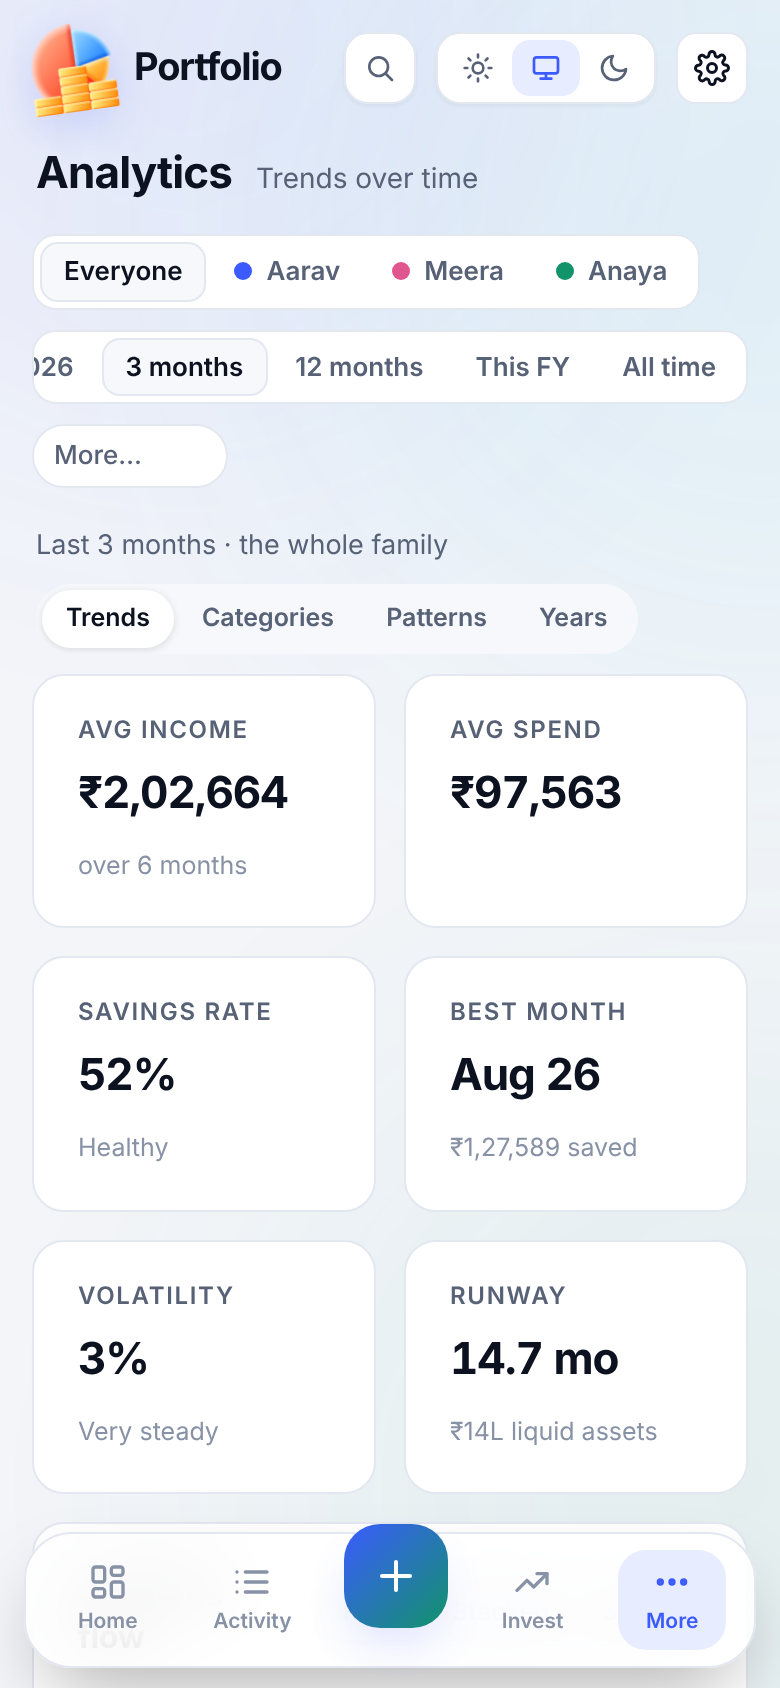 Portfolio
Analytics Trends over time
Everyone Aarav Meera Anaya
026 3 months 12 months This FY All time
More...
Last 3 months · the whole family
Trends Categories Patterns Years
AVG INCOME
₹2,02,664
over 6 months
AVG SPEND
₹97,563
SAVINGS RATE
52%
Healthy
BEST MONTH
Aug 26
₹1,27,589 saved
VOLATILITY
3%
Very steady
RUNWAY
14.7 mo
₹14L liquid assets
flow
Home Activity Invest More